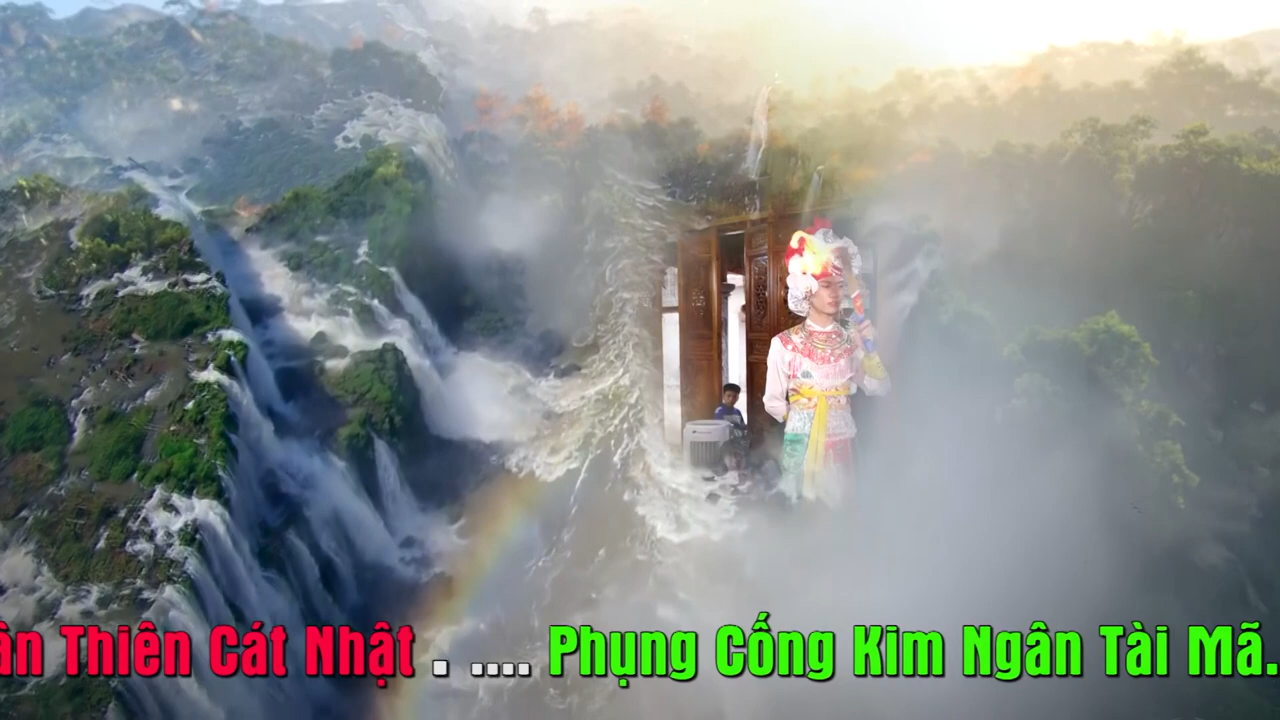 Thiên Cát Nhật . .... Phụng Cống Kim Ngân Tài Mã.